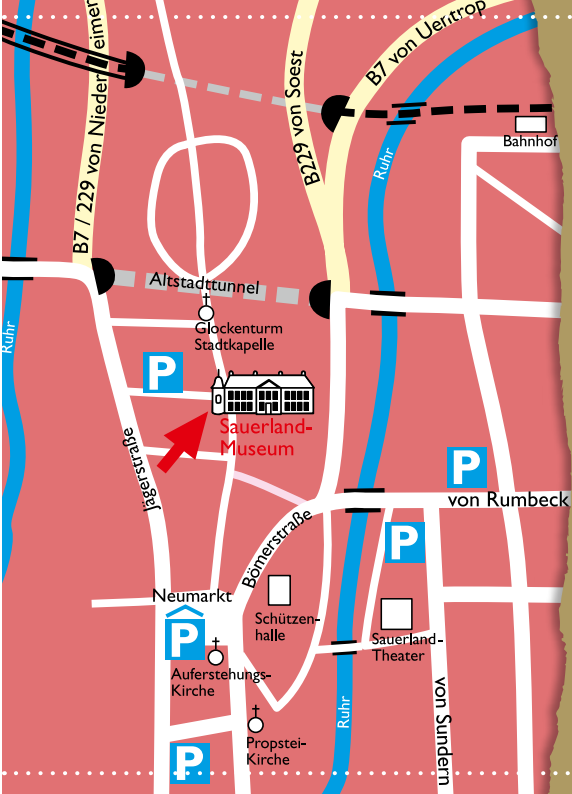 B7 / 229 von Niedereimer
B229 von Soest
B7 von Uentrop
Ruhr
Bahnhof
Altstadttunnel
Glockenturm
Stadtkapelle
Ruhr
P
Sauerland-
Museum
Jägerstraße
P
von Rumbeck
P
Bömerstraße
Neumarkt
P
Schützen-
halle
Sauerland-
Theater
Auferstehungs-
Kirche
Ruhr
von Sundern
Propstei-
Kirche
P